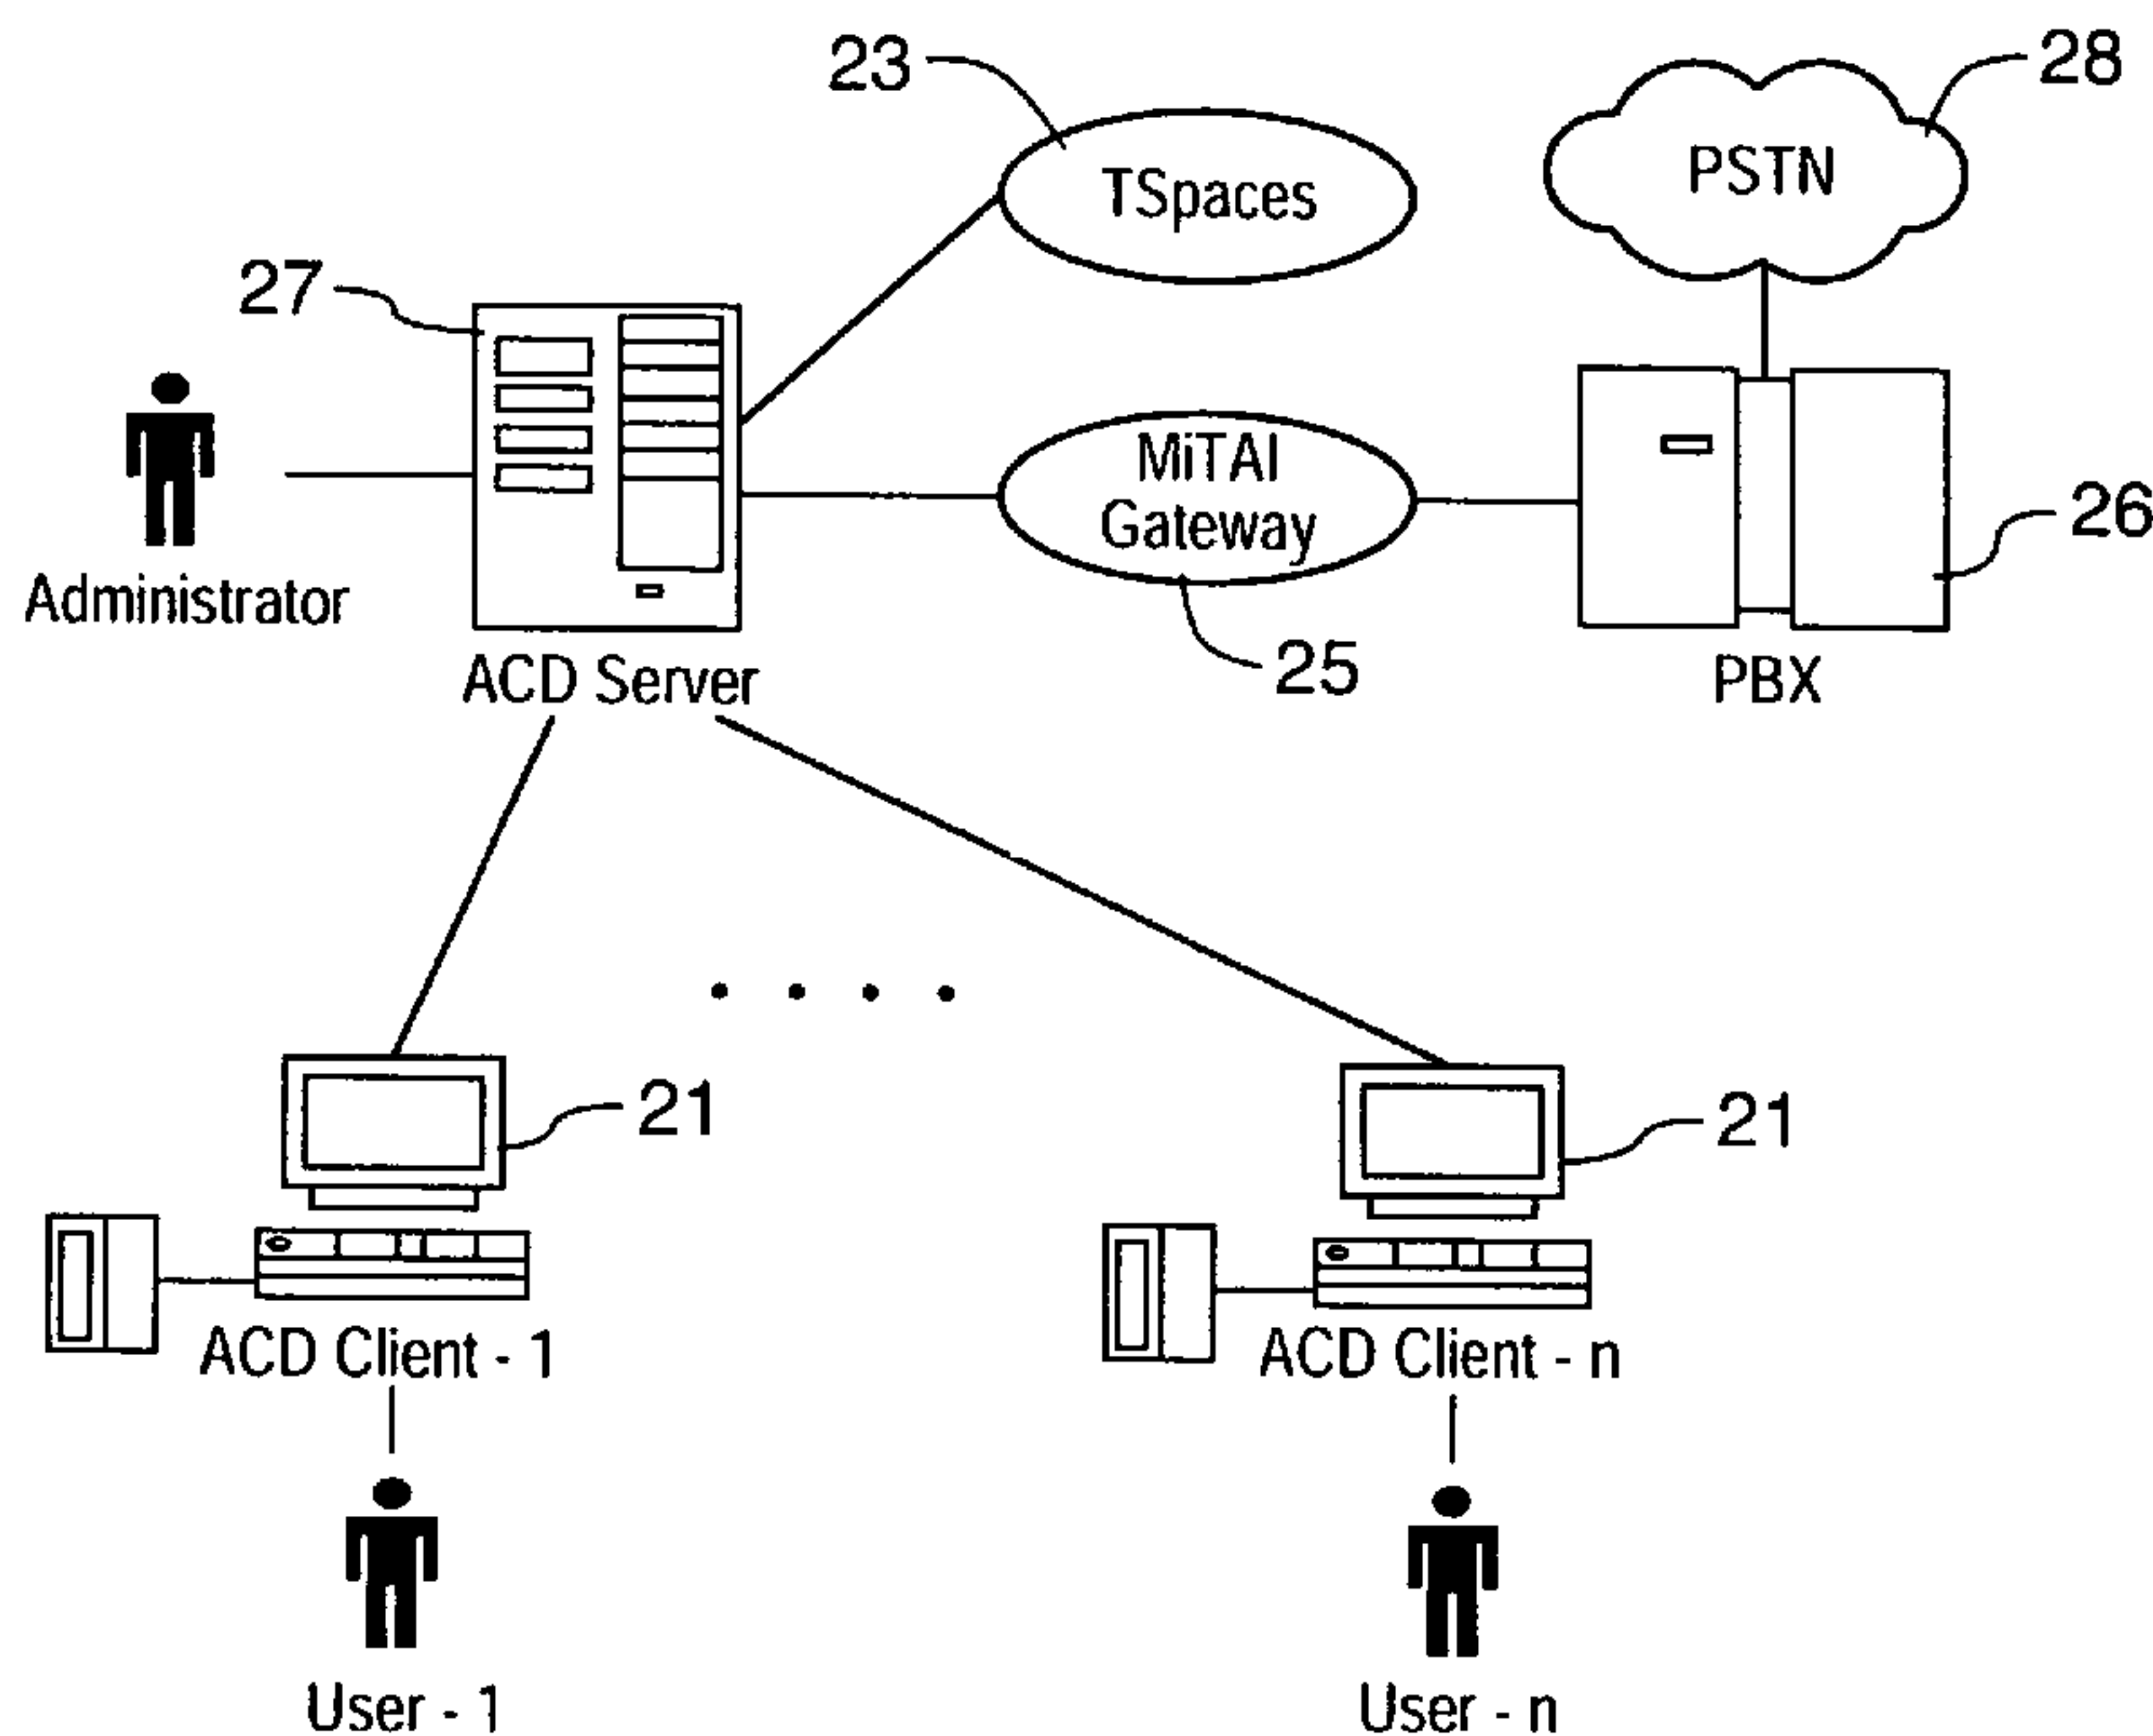 23
28
TSpaces
PSTN
27
MiTAI
Gateway
26
Administrator
ACD Server
25
PBX
21
21
ACD Client - 1
ACD Client - n
User - 1
User - n